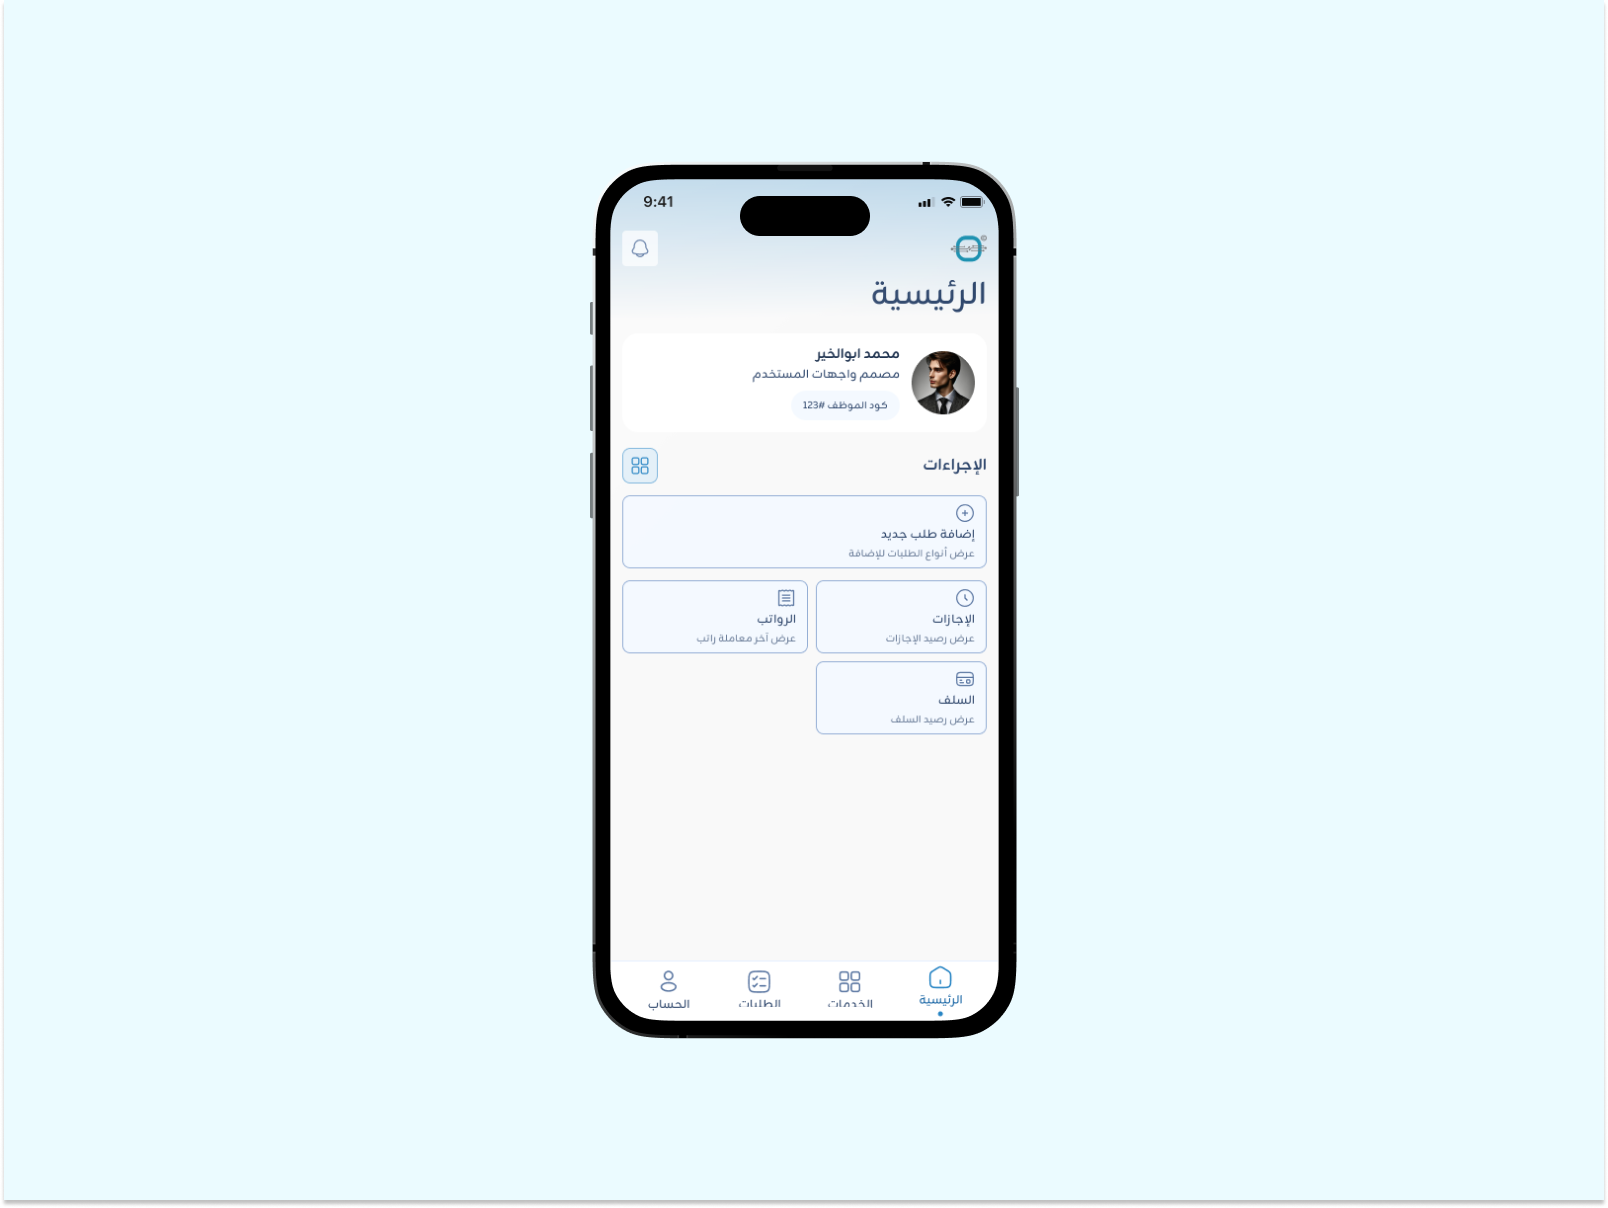 9:41
الرئيسية
محمد ابوالخير
مصمم واجهات المستخدم
كود الموظف #123
الإجراءات
إضافة طلب جديد
عرض أنواع الطلبات للإضافة
الإجازات
عرض رصيد الإجازات
الرواتب
عرض آخر معاملة راتب
السلف
عرض رصيد السلف
الرئيسية
الخدمات
الطلبات
الحساب